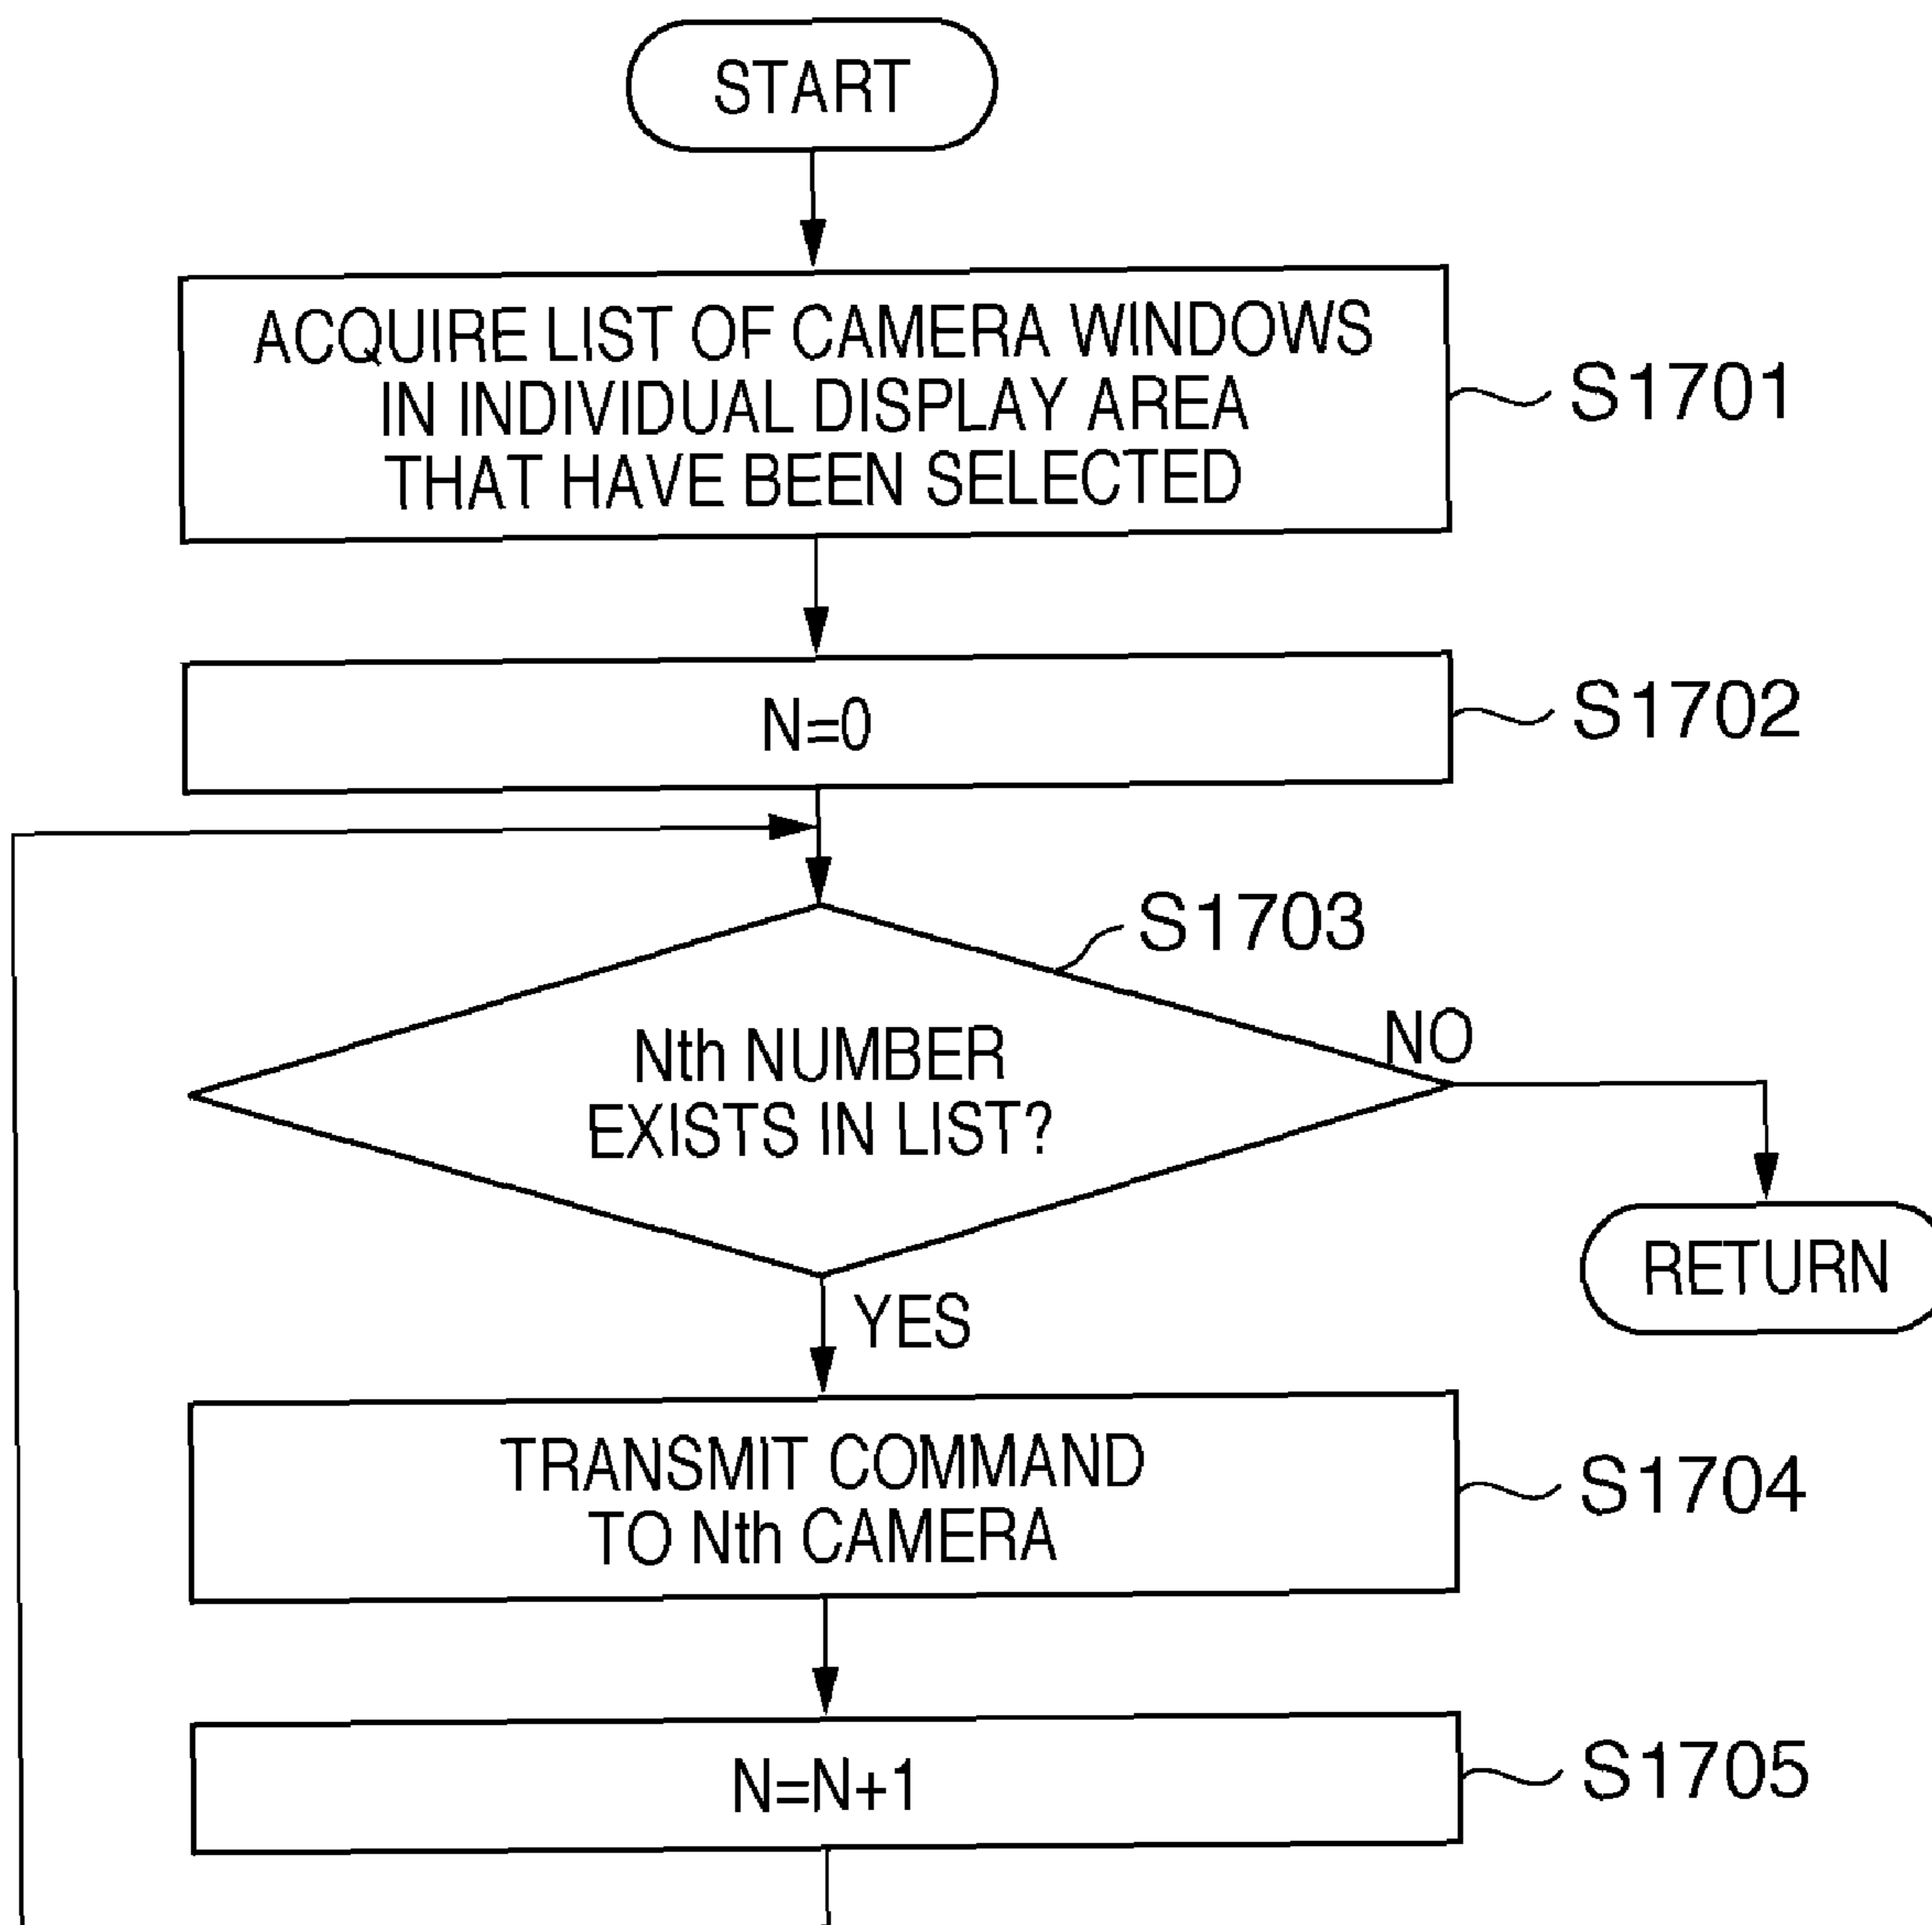 START
ACQUIRE LIST OF CAMERA WINDOWS
IN INDIVIDUAL DISPLAY AREA
THAT HAVE BEEN SELECTED
S1701
N=0
S1702
S1703
Nth NUMBER
EXISTS IN LIST?
NO
RETURN
YES
TRANSMIT COMMAND
TO Nth CAMERA
S1704
N=N+1
S1705